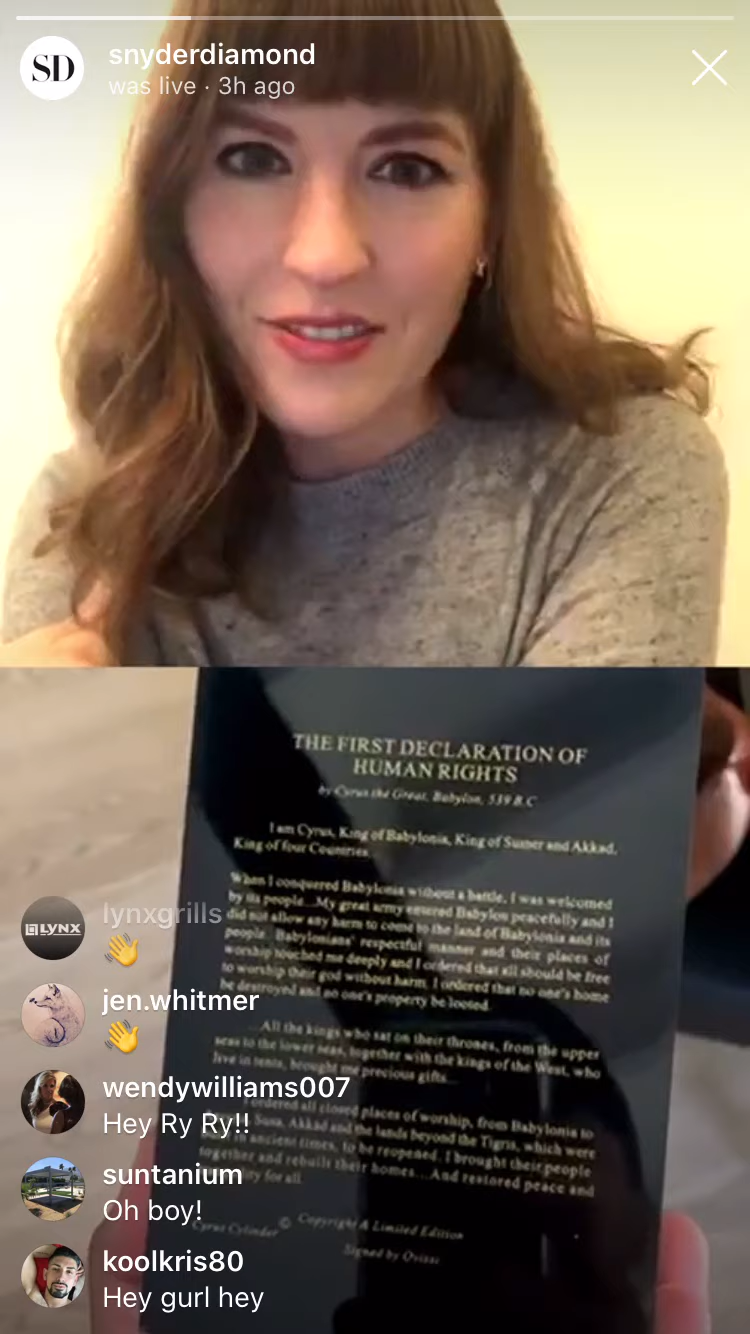 snyderdiamond
SD
was live · 3h ago
THE FIRST DECLARATION OF
HUMAN RIGHTS
by Cyrus the Great, Babylon, 539 B.C
I am Cyrus, King of Babylonia, King of Sumer and Akkad,
King of four Countries.
When I conquered Babylonia without a battle, I was welcomed
by its people...My great army entered Babylon peacefully and I
did not allow any harm to come to the land of Babylonia and its
people. Babylonians' respectful manner and their places of
worship touched me deeply and I ordered that all should be free
to worship their god without harm. I ordered that no one's home
be destroyed and no one's property be looted.
...All the kings who sat on their thrones, from the upper
seas to the lower seas, together with the kings of the West, who
live in tents, brought me precious gifts...
I ordered all closed places of worship, from Babylonia to
Susa, Akkad and the lands beyond the Tigris, which were
in ancient times, to be reopened. I brought their people
together and rebuilt their homes...And restored peace and
for all.
Cyrus Cylinder © Copyright A Limited Edition
Signed by Ovissi
LYNX
lynxgrills
👋
jen.whitmer
👋
wendywilliams007
Hey Ry Ry!!
suntanium
Oh boy!
koolkris80
Hey gurl hey